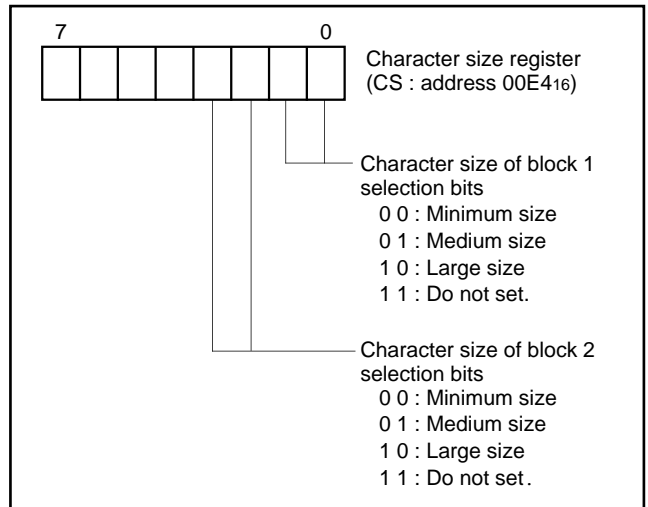 7 0
Character size register
(CS : address 00E416)
Character size of block 1
selection bits
0 0 : Minimum size
0 1 : Medium size
1 0 : Large size
1 1 : Do not set.
Character size of block 2
selection bits
0 0 : Minimum size
0 1 : Medium size
1 0 : Large size
1 1 : Do not set.